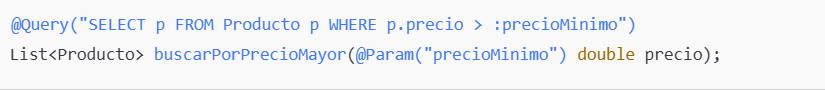 @Query("SELECT p FROM Producto p WHERE p.precio > :precioMinimo")
List<Producto> buscarPorPrecioMayor(@Param("precioMinimo") double precio);